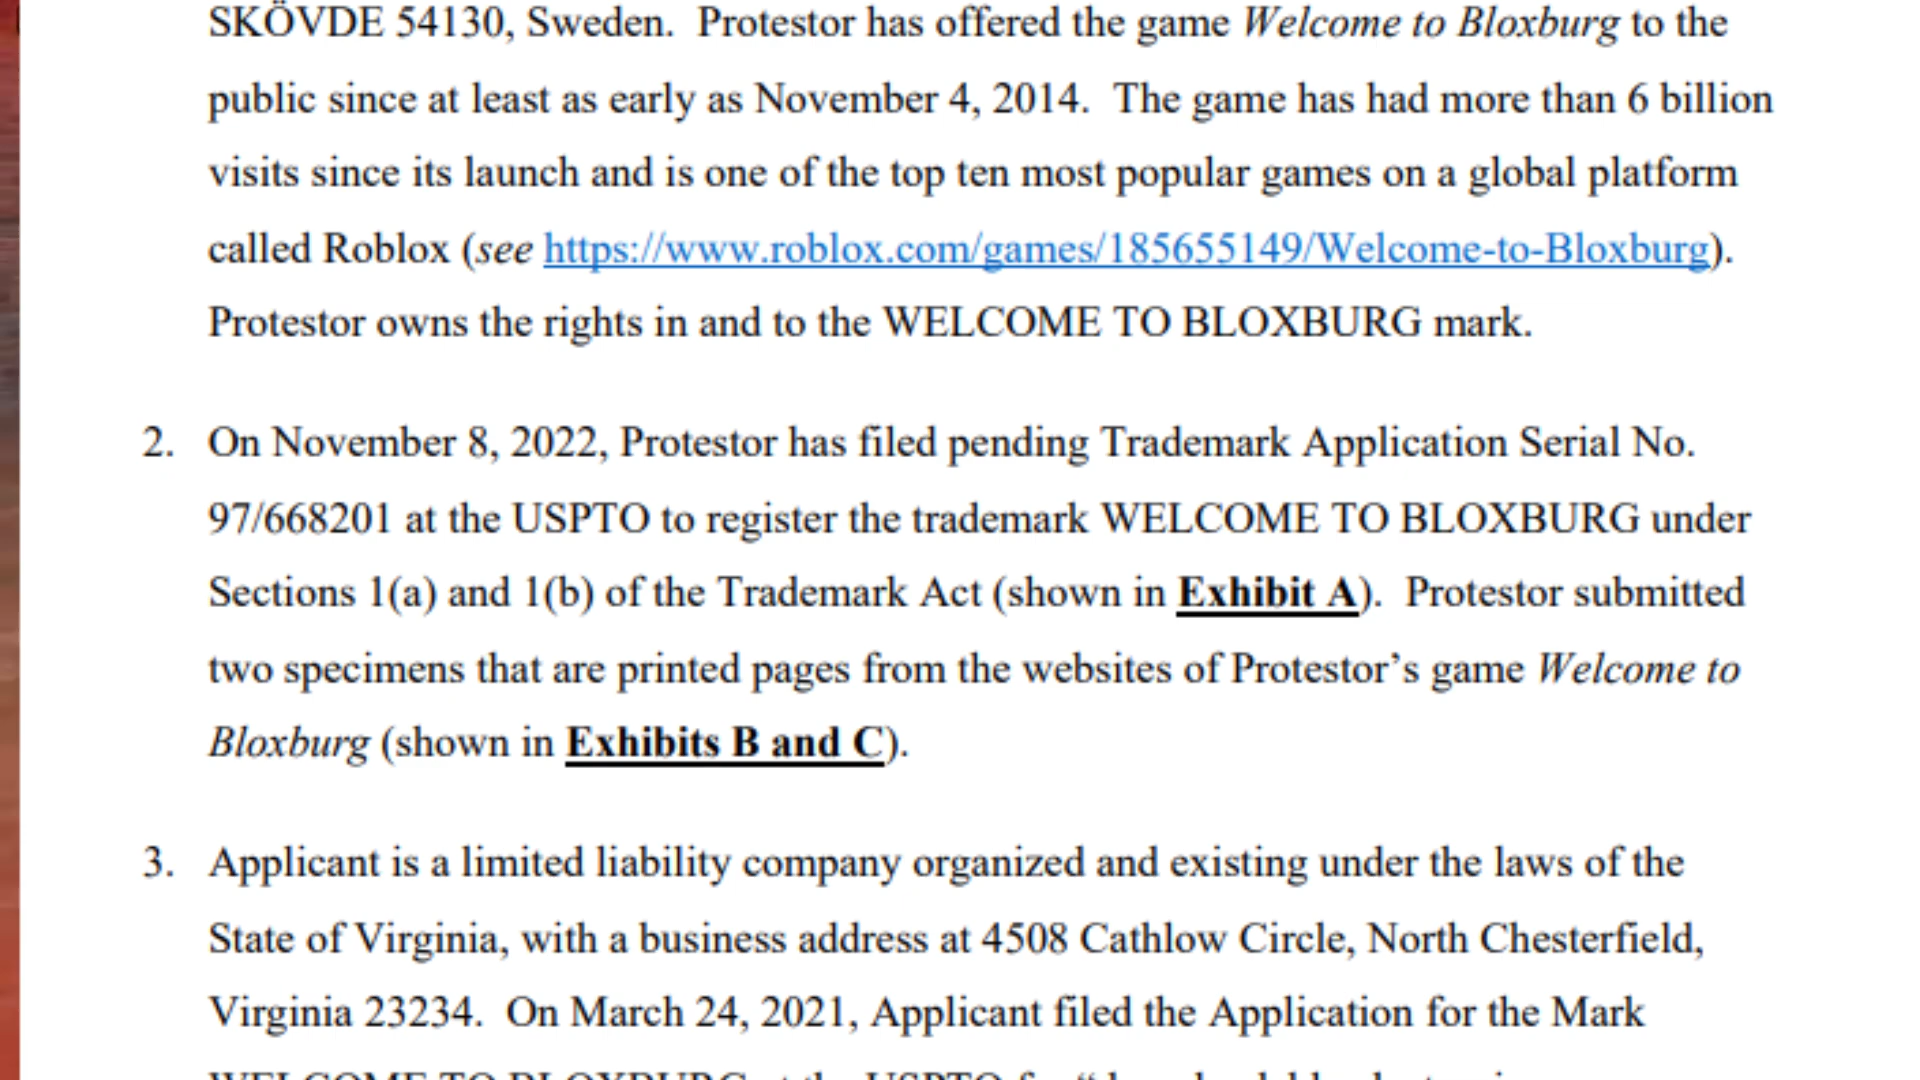 SKÖVDE 54130, Sweden.  Protestor has offered the game Welcome to Bloxburg to the
public since at least as early as November 4, 2014.  The game has had more than 6 billion
visits since its launch and is one of the top ten most popular games on a global platform
called Roblox (see https://www.roblox.com/games/185655149/Welcome-to-Bloxburg).
Protestor owns the rights in and to the WELCOME TO BLOXBURG mark.
2. On November 8, 2022, Protestor has filed pending Trademark Application Serial No.
97/668201 at the USPTO to register the trademark WELCOME TO BLOXBURG under
Sections 1(a) and 1(b) of the Trademark Act (shown in Exhibit A).  Protestor submitted
two specimens that are printed pages from the websites of Protestor’s game Welcome to
Bloxburg (shown in Exhibits B and C).
3. Applicant is a limited liability company organized and existing under the laws of the
State of Virginia, with a business address at 4508 Cathlow Circle, North Chesterfield,
Virginia 23234.  On March 24, 2021, Applicant filed the Application for the Mark
WELCOME TO BLOXBURG at the USPTO for